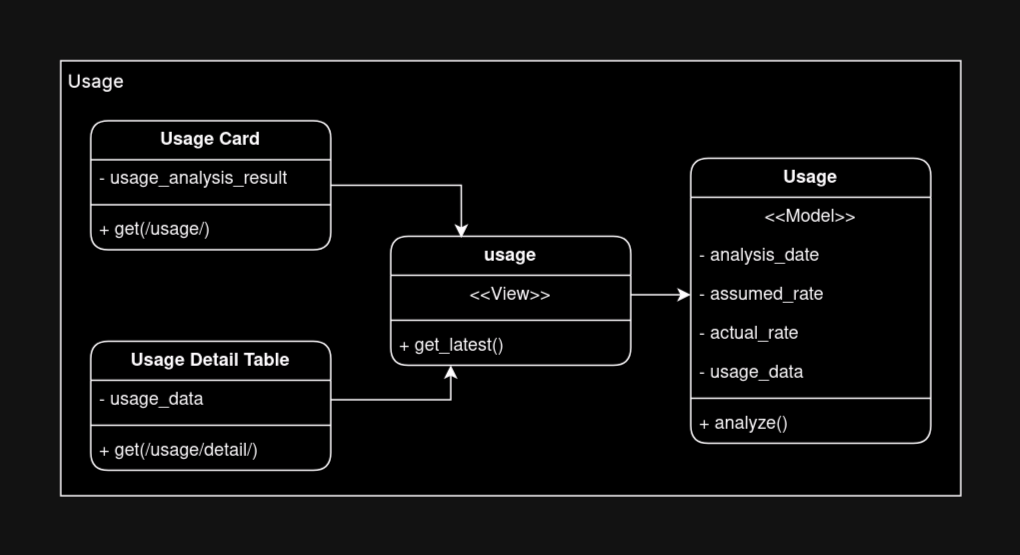 Usage
Usage Card
- usage_analysis_result
+ get(/usage/)
Usage Detail Table
- usage_data
+ get(/usage/detail/)
usage
<<View>>
+ get_latest()
Usage
<<Model>>
- analysis_date
- assumed_rate
- actual_rate
- usage_data
+ analyze()